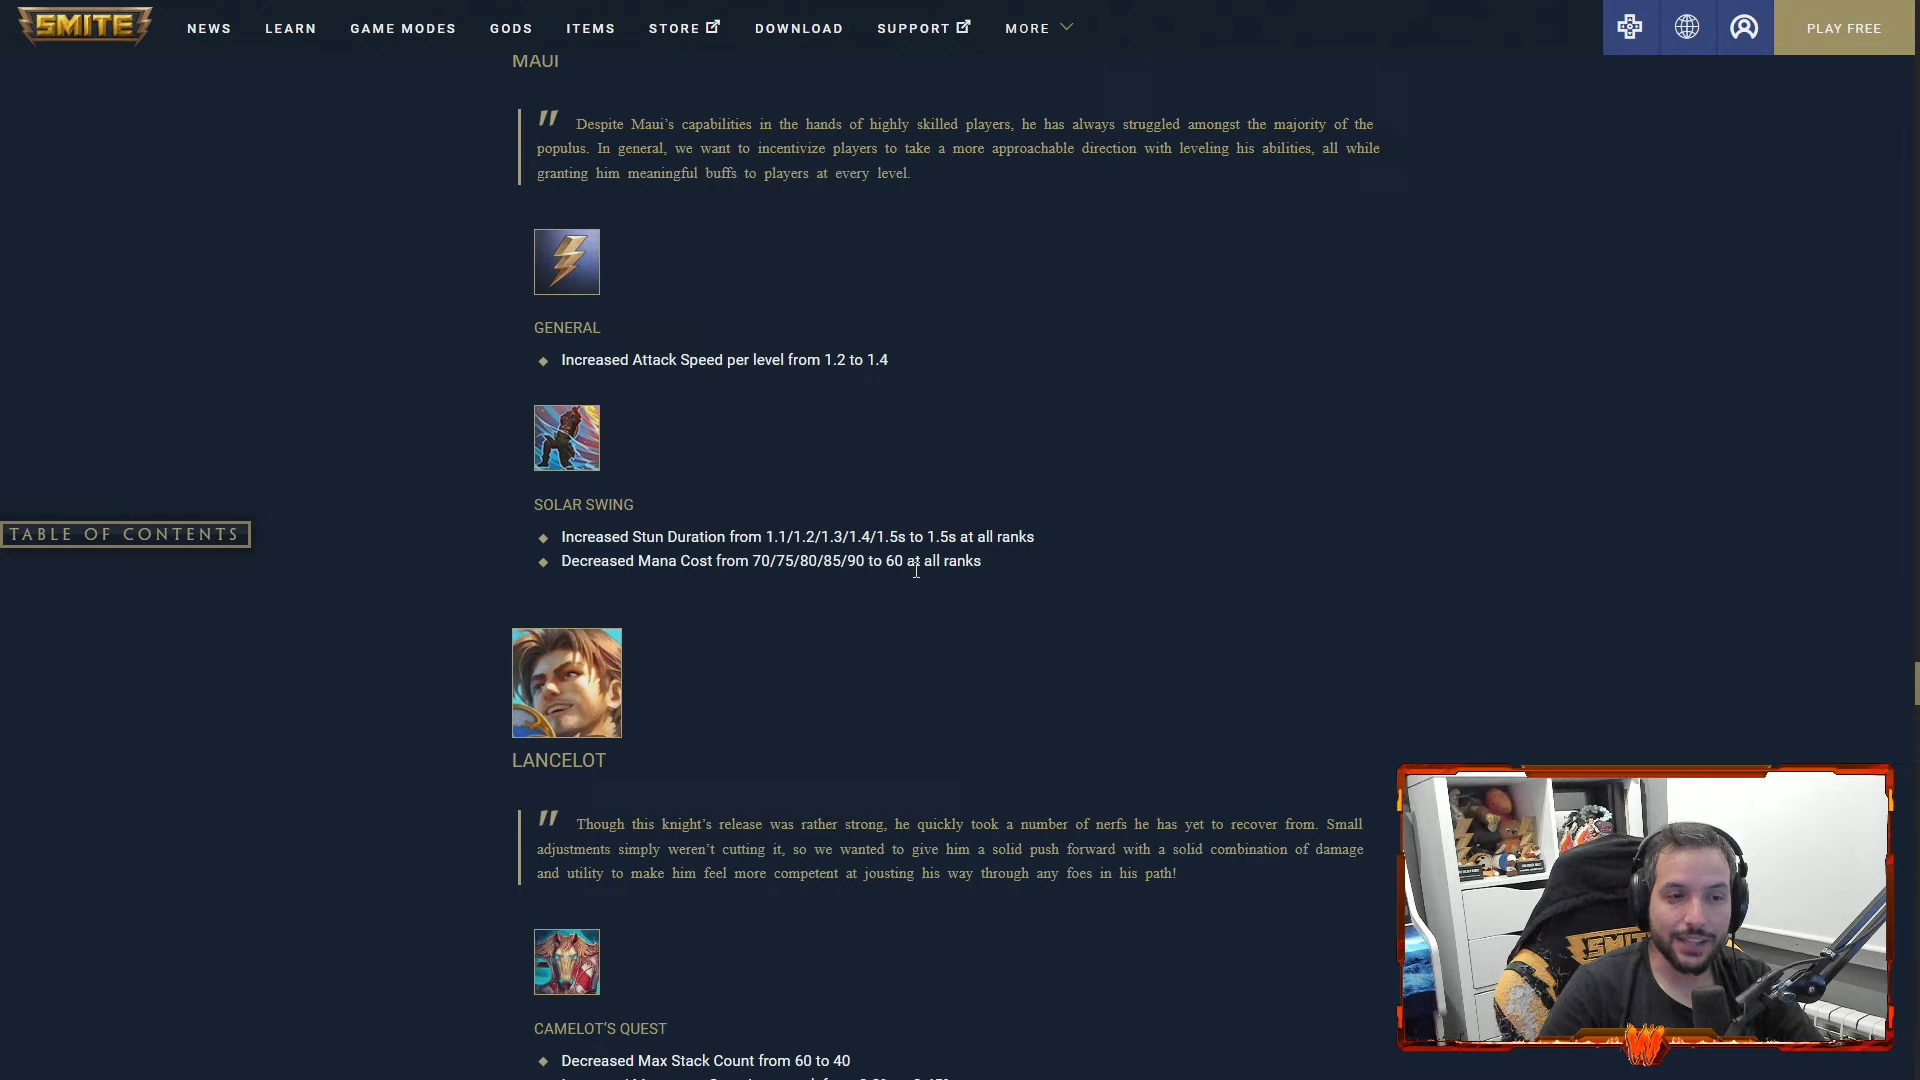 SMITE
NEWS
LEARN
GAME MODES
GODS
ITEMS
STORE
DOWNLOAD
SUPPORT
MORE
PLAY FREE
MAUI
" Despite Maui's capabilities in the hands of highly skilled players, he has always struggled amongst the majority of the
populus. In general, we want to incentivize players to take a more approachable direction with leveling his abilities, all while
granting him meaningful buffs to players at every level.
GENERAL
Increased Attack Speed per level from 1.2 to 1.4
SOLAR SWING
TABLE OF CONTENTS
Increased Stun Duration from 1.1/1.2/1.3/1.4/1.5s to 1.5s at all ranks
Decreased Mana Cost from 70/75/80/85/90 to 60 at all ranks
LANCELOT
" Though this knight's release was rather strong, he quickly took a number of nerfs he has yet to recover from. Small
adjustments simply weren't cutting it, so we wanted to give him a solid push forward with a solid combination of damage
and utility to make him feel more competent at jousting his way through any foes in his path!
CAMELOT'S QUEST
Decreased Max Stack Count from 60 to 40
SMITE